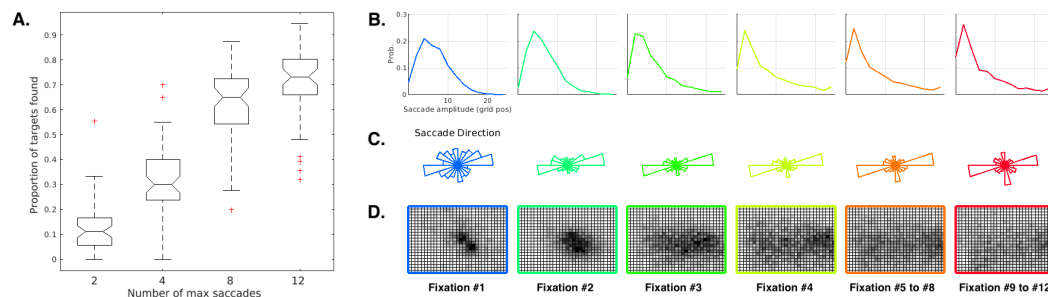 A.
Proportion of targets found
0.9
0.8
0.7
0.6
0.5
0.4
0.3
0.2
0.1
0
2
4
8
12
Number of max saccades
B.
Prob.
0.3
0.2
0.1
0
10
20
Saccade amplitude (grid pos)
C.
Saccade Direction
D.
Fixation #1
Fixation #2
Fixation #3
Fixation #4
Fixation #5 to #8
Fixation #9 to #12